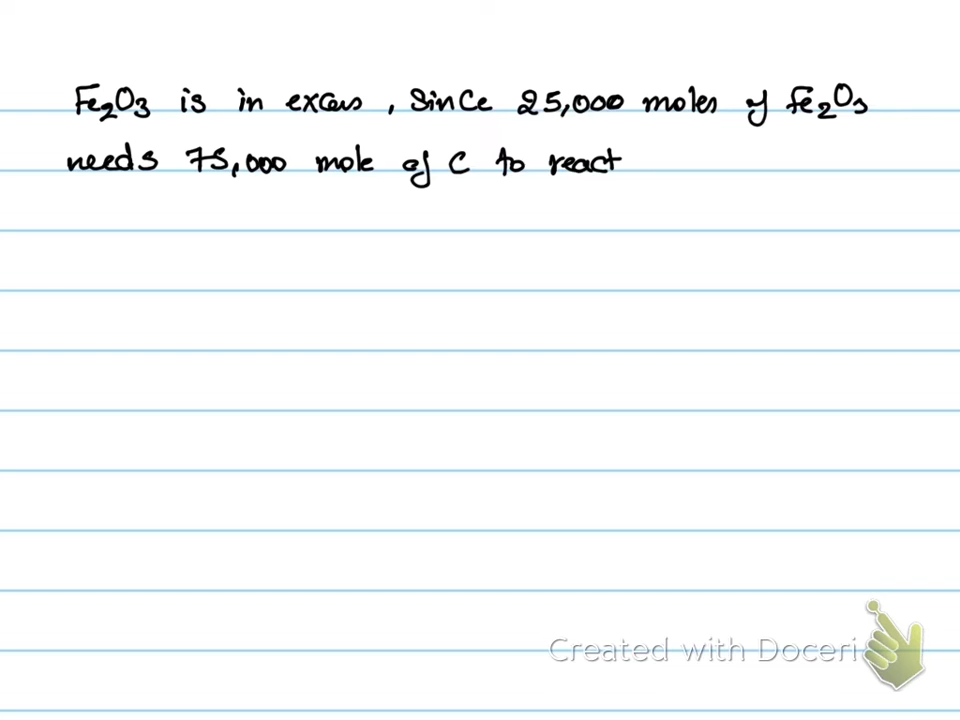 Fe₂O₃ is in excess, since 25,000 moles of Fe₂O₃
needs 75,000 mole of C to react
Created with Doceri